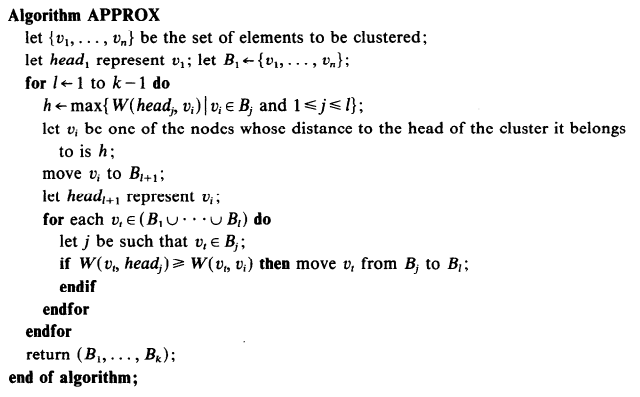 Algorithm APPROX
let {v₁, . . . , vₙ} be the set of elements to be clustered;
let head₁ represent v₁; let B₁ ← {v₁, . . . , vₙ};
for l ← 1 to k − 1 do
h ← max{ W(headⱼ, vᵢ) | vᵢ ∈ Bⱼ and 1 ⩽ j ⩽ l};
let vᵢ be one of the nodes whose distance to the head of the cluster it belongs
to is h;
move vᵢ to Bₗ₊₁;
let headₗ₊₁ represent vᵢ;
for each vₜ ∈ (B₁ ∪ · · · ∪ Bₗ) do
let j be such that vₜ ∈ Bⱼ;
if W(vₜ, headⱼ) ⩾ W(vₜ, vᵢ) then move vₜ from Bⱼ to Bₗ;
endif
endfor
endfor
return (B₁, . . . , Bₖ);
end of algorithm;